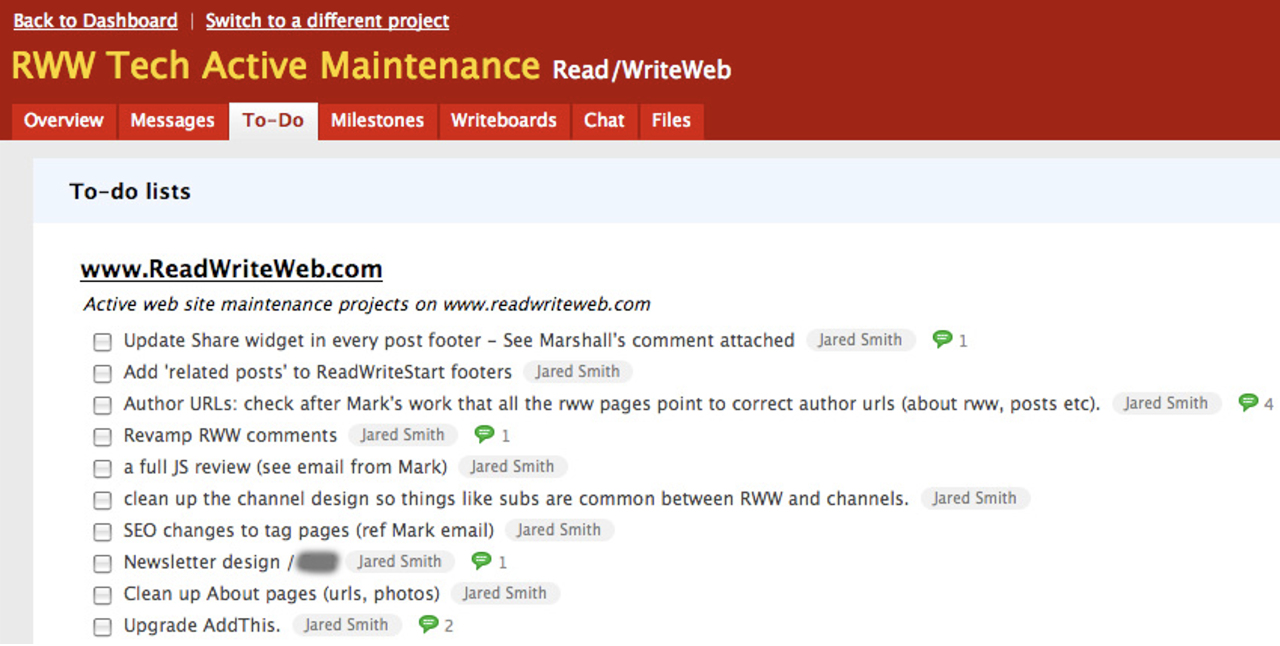 Back to Dashboard | Switch to a different project
RWW Tech Active Maintenance Read/WriteWeb
Overview Messages To-Do Milestones Writeboards Chat Files
To-do lists
www.ReadWriteWeb.com
Active web site maintenance projects on www.readwriteweb.com
Update Share widget in every post footer – See Marshall's comment attached Jared Smith 1
Add 'related posts' to ReadWriteStart footers Jared Smith
Author URLs: check after Mark's work that all the rww pages point to correct author urls (about rww, posts etc). Jared Smith 4
Revamp RWW comments Jared Smith 1
a full JS review (see email from Mark) Jared Smith
clean up the channel design so things like subs are common between RWW and channels. Jared Smith
SEO changes to tag pages (ref Mark email) Jared Smith
Newsletter design / Jared Smith 1
Clean up About pages (urls, photos) Jared Smith
Upgrade AddThis. Jared Smith 2